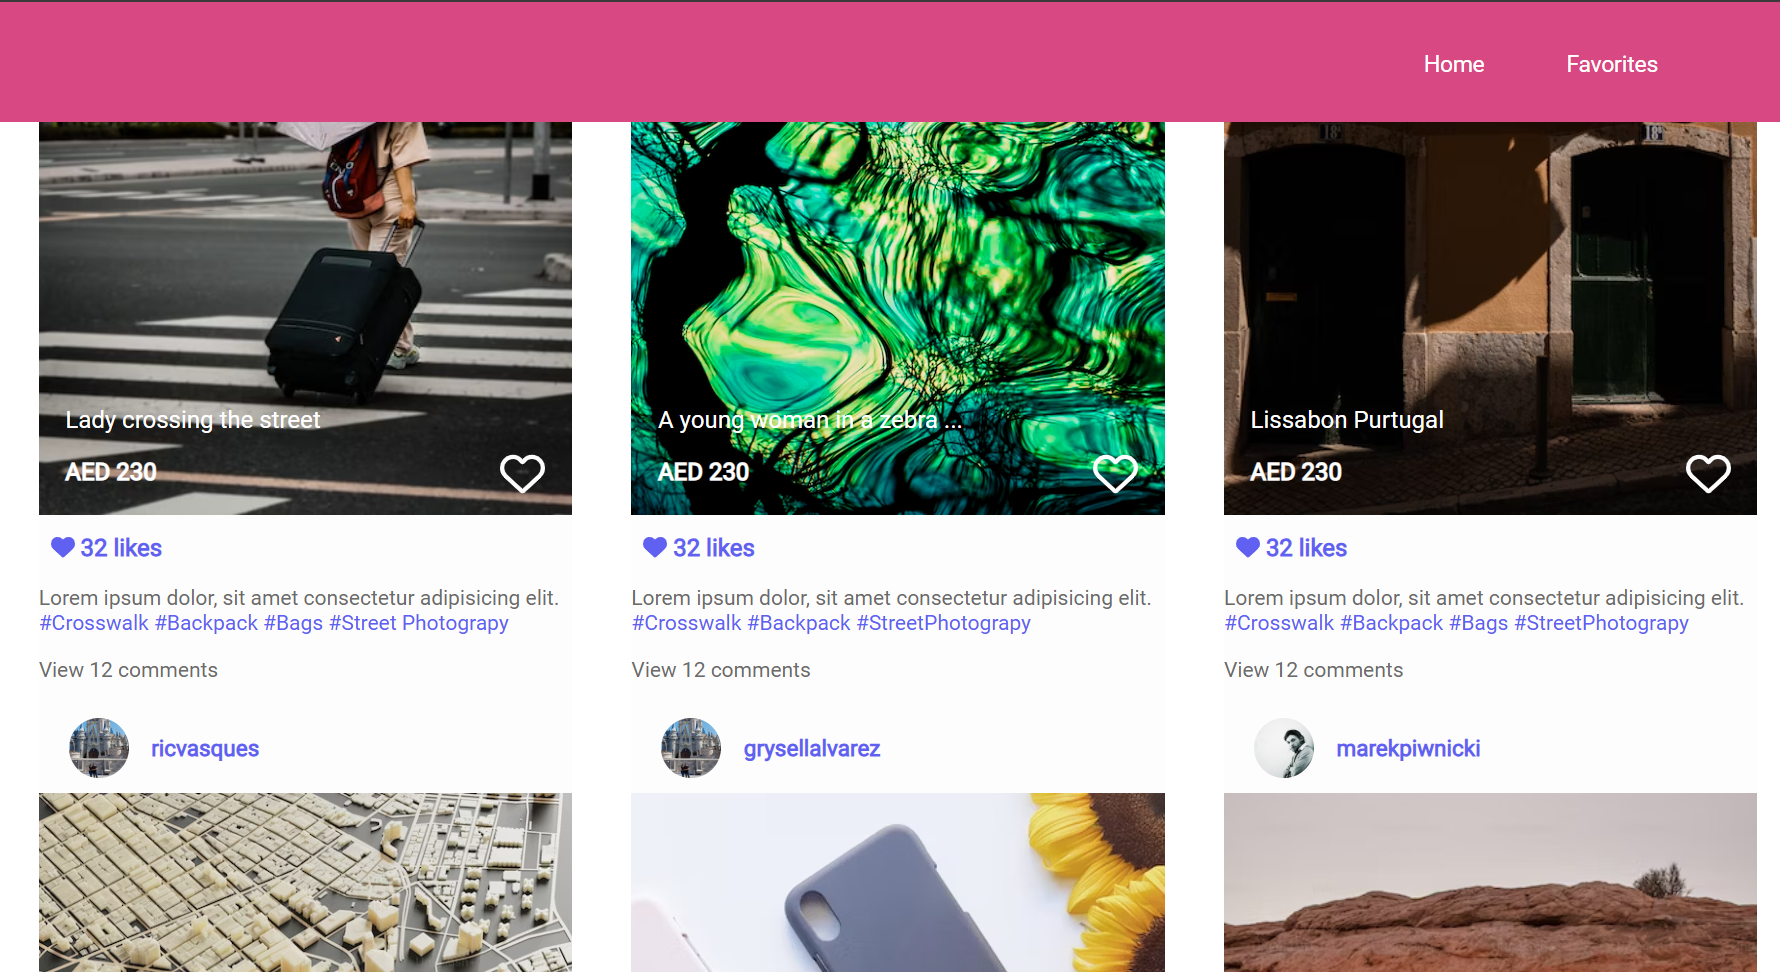 Home Favorites
Lady crossing the street
AED 230
32 likes
Lorem ipsum dolor, sit amet consectetur adipisicing elit.
#Crosswalk #Backpack #Bags #Street Photograpy
View 12 comments
ricvasques
A young woman in a zebra ...
AED 230
32 likes
Lorem ipsum dolor, sit amet consectetur adipisicing elit.
#Crosswalk #Backpack #StreetPhotograpy
View 12 comments
grysellalvarez
18
18
Lissabon Purtugal
AED 230
32 likes
Lorem ipsum dolor, sit amet consectetur adipisicing elit.
#Crosswalk #Backpack #Bags #StreetPhotograpy
View 12 comments
marekpiwnicki